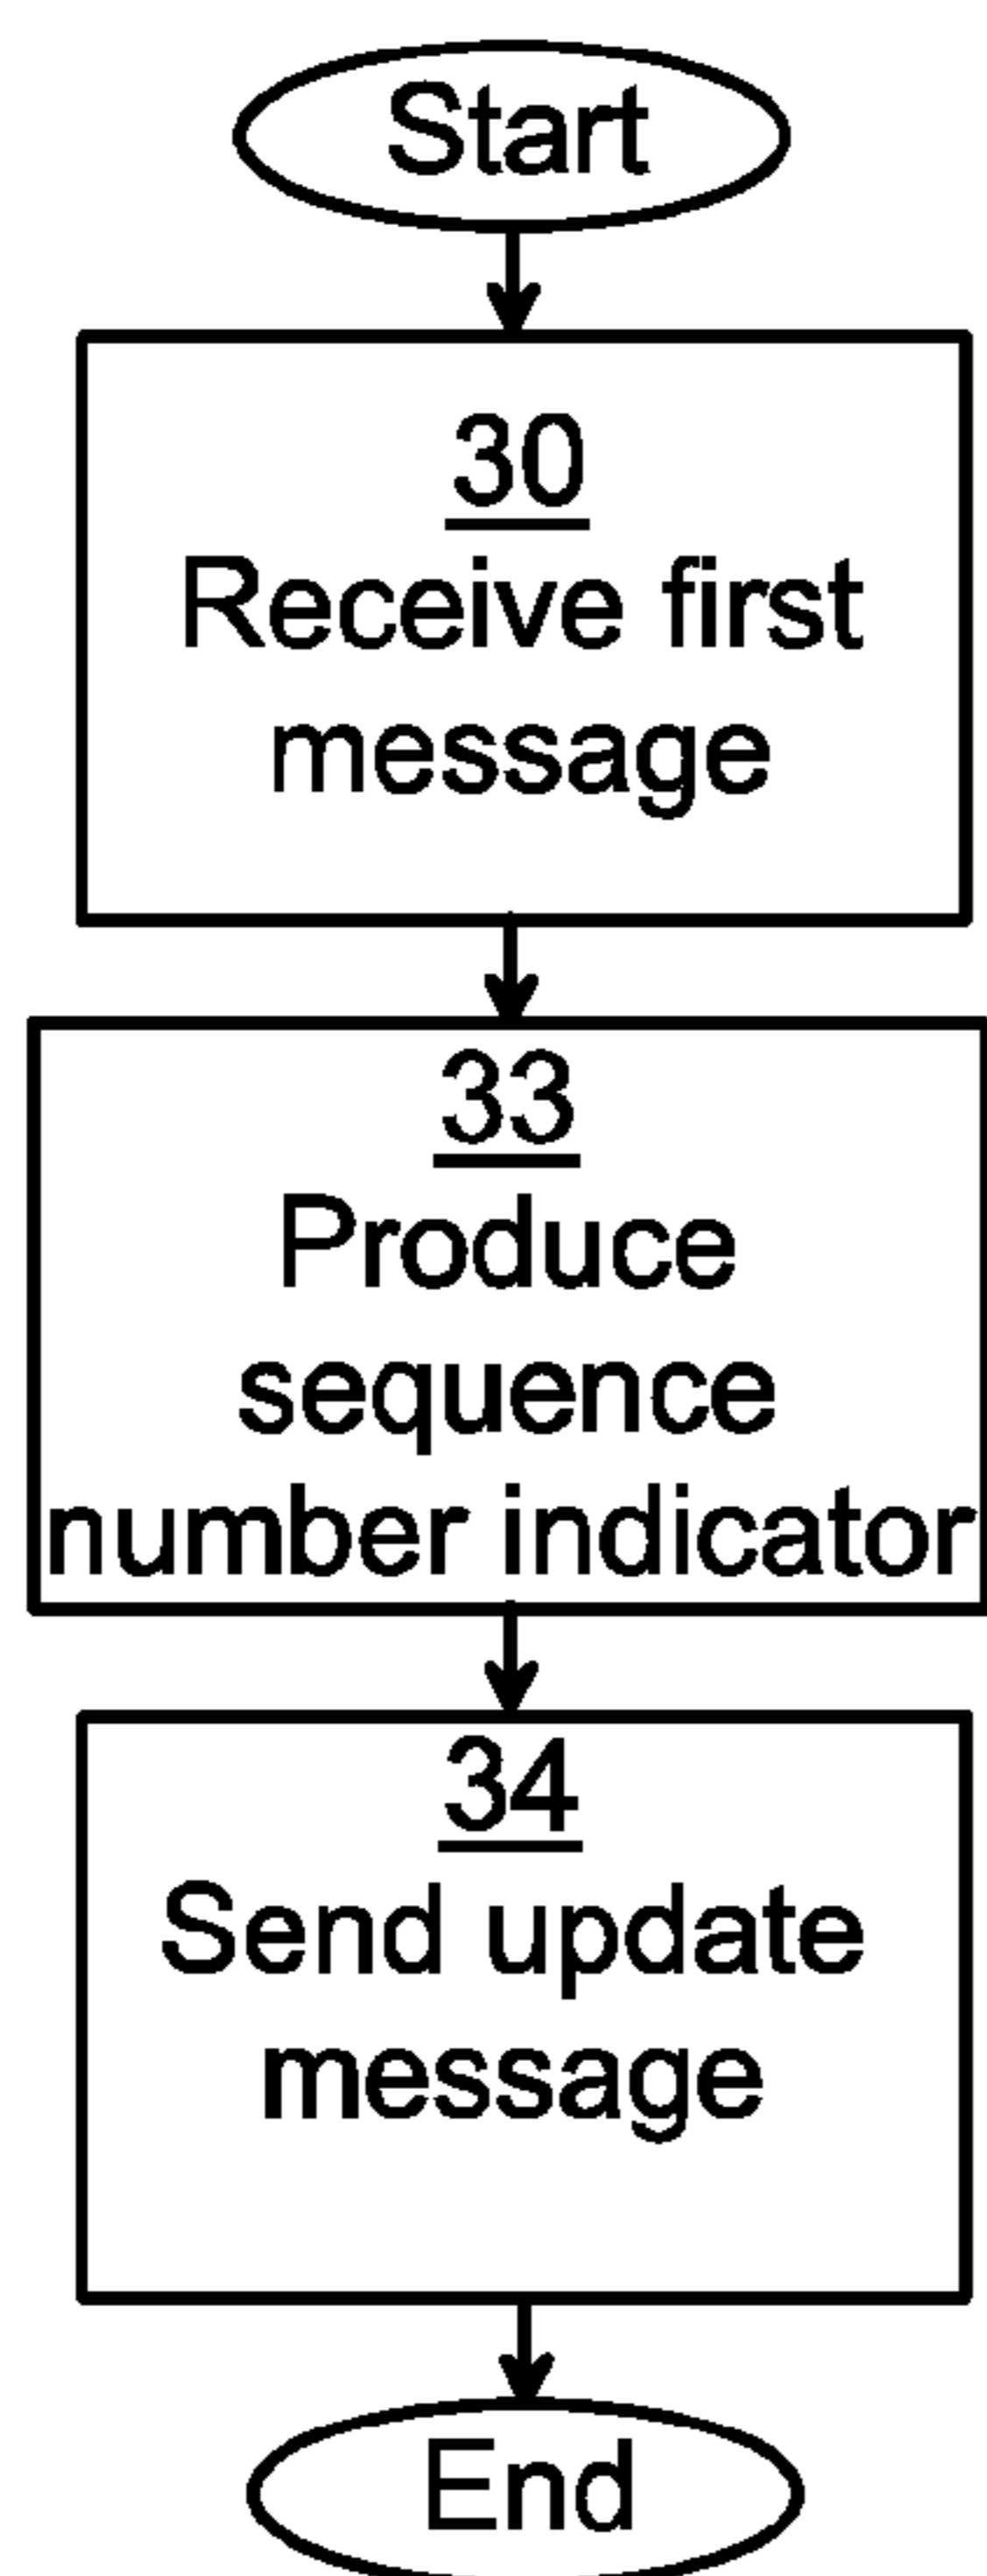 Start
30
Receive first
message
33
Produce
sequence
number indicator
34
Send update
message
End